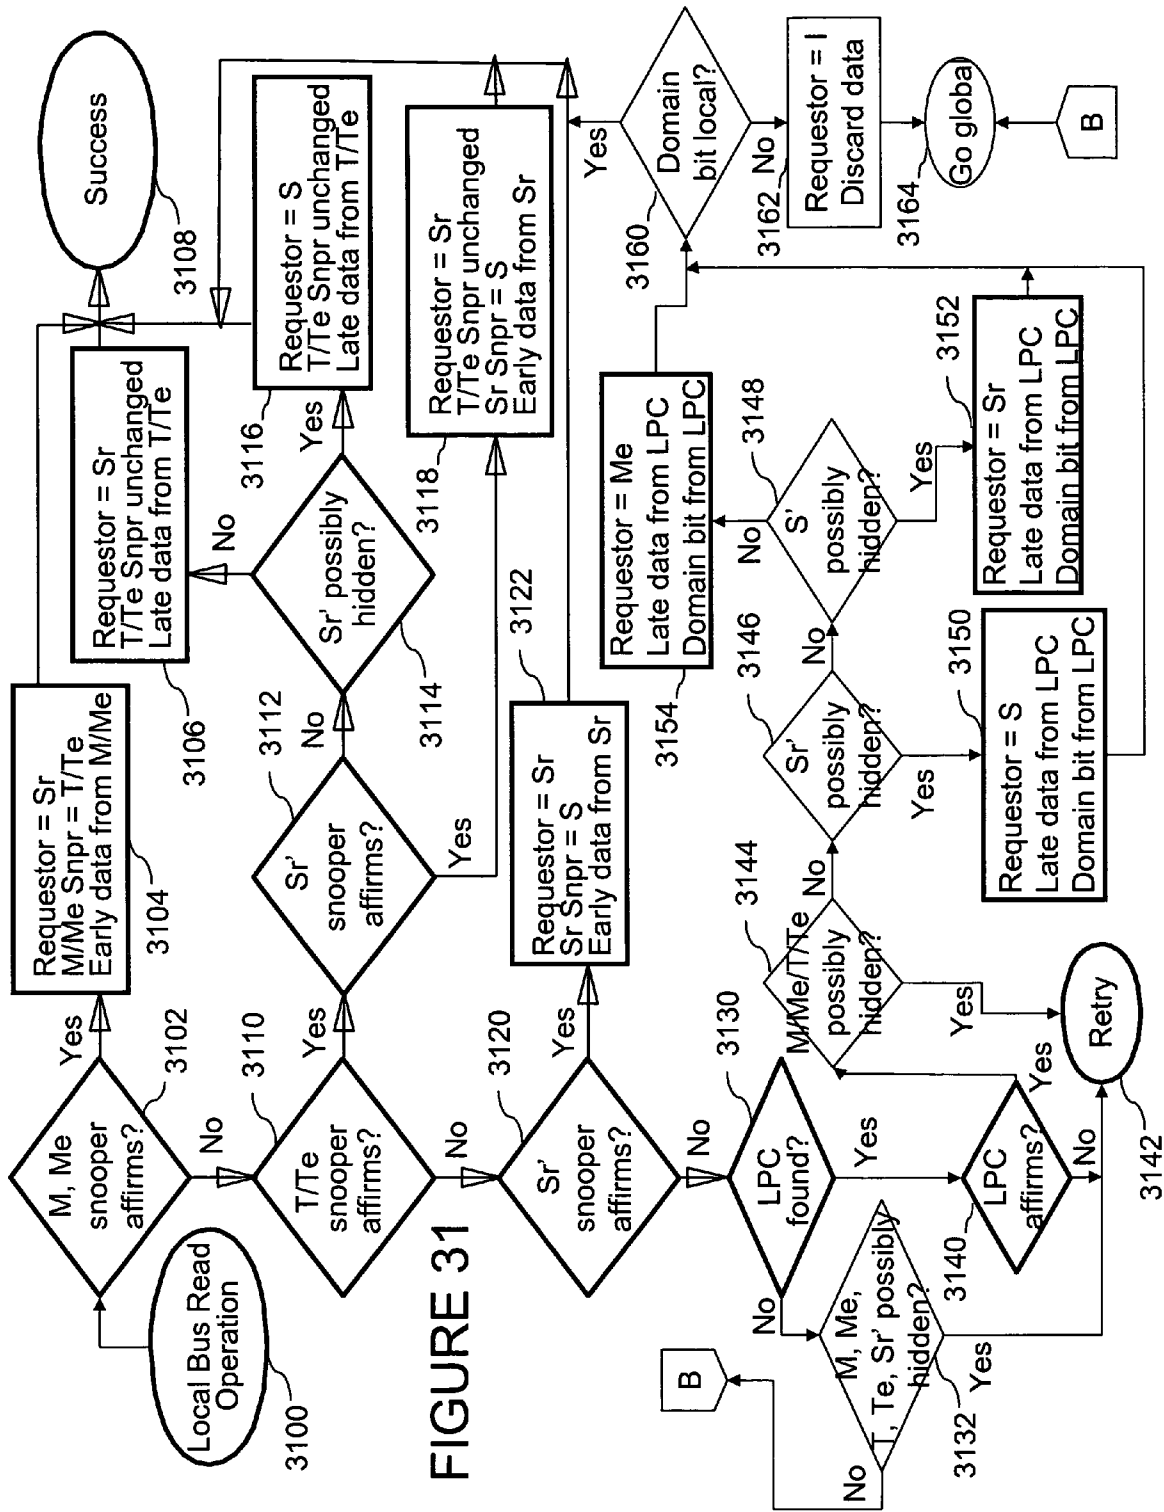 Local Bus Read
Operation
3100
M, Me
snooper
affirms?
3102
Yes
No
Requestor = Sr
M/Me Snpr = T/Te
Early data from M/Me
3104
Requestor = Sr
T/Te Snpr unchanged
Late data from T/Te
3106
Success
3108
T/Te
snooper
affirms?
3110
Yes
No
Sr'
snooper
affirms?
3112
No
Yes
Sr' possibly
hidden?
3114
No
Yes
Requestor = S
T/Te Snpr unchanged
Late data from T/Te
3116
Requestor = Sr
T/Te Snpr unchanged
Sr Snpr = S
Early data from Sr
3118
Sr'
snooper
affirms?
3120
Yes
No
Requestor = Sr
Sr Snpr = S
Early data from Sr
3122
LPC
found?
3130
No
Yes
M, Me,
T, Te, Sr' possibly
hidden?
3132
No
Yes
B
LPC
affirms?
3140
Yes
No
Retry
3142
M/Me/T/Te
possibly
hidden?
3144
No
Yes
Sr'
possibly
hidden?
3146
No
Yes
S'
possibly
hidden?
3148
No
Yes
Requestor = S
Late data from LPC
Domain bit from LPC
3150
Requestor = Sr
Late data from LPC
Domain bit from LPC
3152
Requestor = Me
Late data from LPC
Domain bit from LPC
3154
Domain
bit local?
3160
Yes
No
Requestor = I
Discard data
3162
Go global
3164
B
FIGURE 31